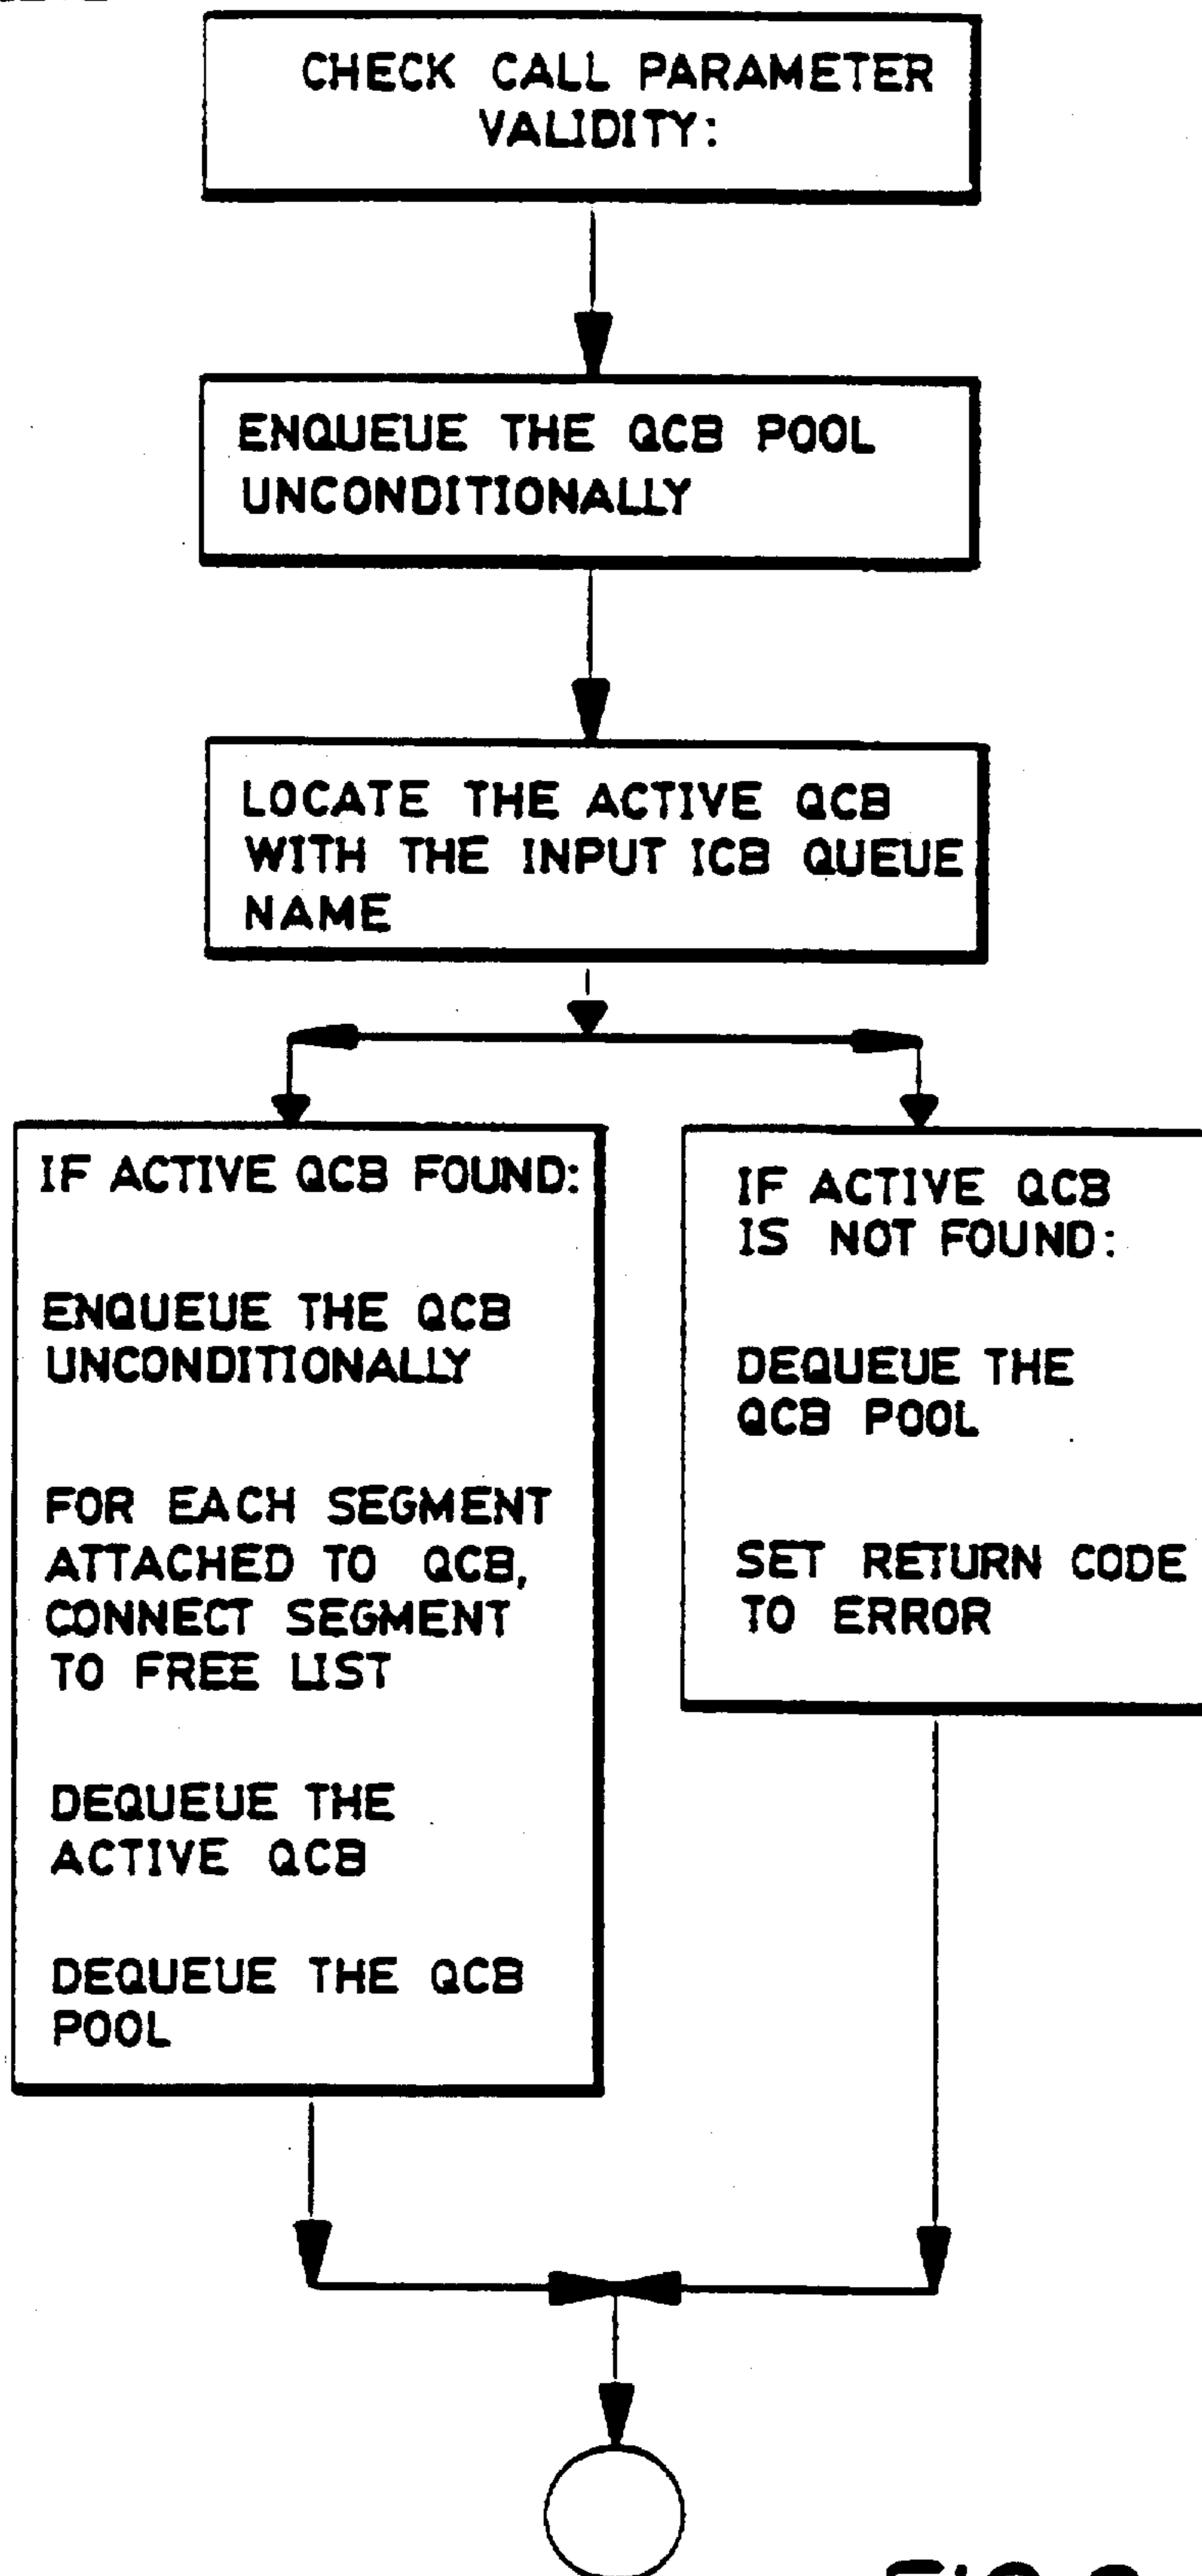 CHECK CALL PARAMETER
VALIDITY:
ENQUEUE THE QCB POOL
UNCONDITIONALLY
LOCATE THE ACTIVE QCB
WITH THE INPUT ICB QUEUE
NAME
IF ACTIVE QCB FOUND:
ENQUEUE THE QCB
UNCONDITIONALLY
FOR EACH SEGMENT
ATTACHED TO QCB,
CONNECT SEGMENT
TO FREE LIST
DEQUEUE THE
ACTIVE QCB
DEQUEUE THE QCB
POOL
IF ACTIVE QCB
IS NOT FOUND:
DEQUEUE THE
QCB POOL
SET RETURN CODE
TO ERROR